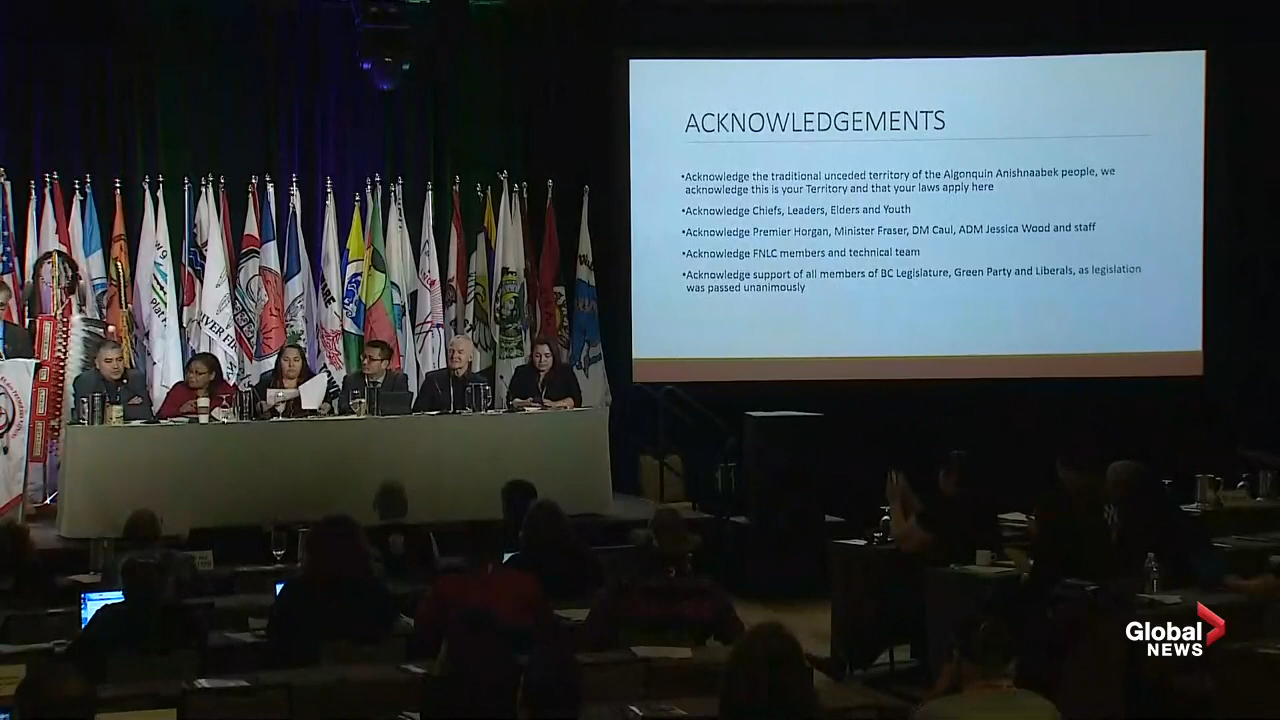 ACKNOWLEDGEMENTS
•Acknowledge the traditional unceded territory of the Algonquin Anishnaabek people, we
acknowledge this is your Territory and that your laws apply here
•Acknowledge Chiefs, Leaders, Elders and Youth
•Acknowledge Premier Horgan, Minister Fraser, DM Caul, ADM Jessica Wood and staff
•Acknowledge FNLC members and technical team
•Acknowledge support of all members of BC Legislature, Green Party and Liberals, as legislation
was passed unanimously
RIVER FI
Global
NEWS